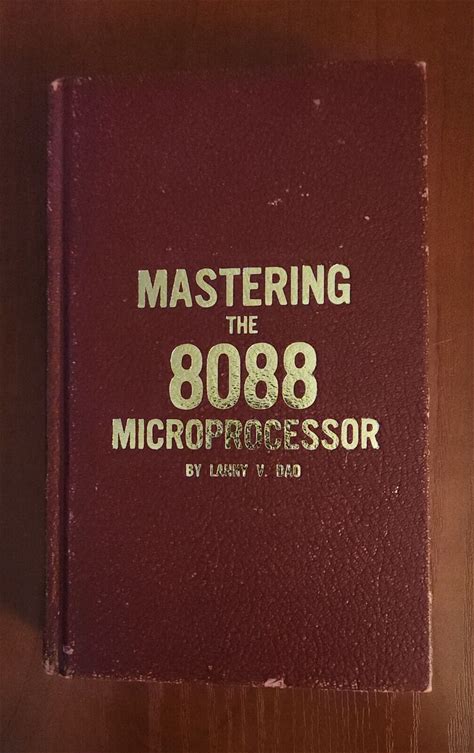 MASTERING
THE
8088
MICROPROCESSOR
BY LANNY V. DAO